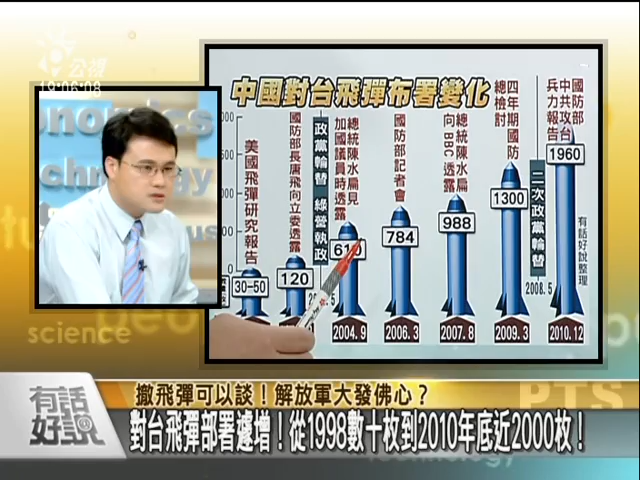 公視
19:06:08
中國對台飛彈布署變化
美國飛彈研究報告
國防部長唐飛向立委透露
政黨輪替 綠營執政
總統陳水扁見加國議員時透露
國防部記者會
總統陳水扁向BBC透露
四年期國防總檢討
二次政黨輪替
2008.5
國防部中共攻台兵力報告
有話好說整理
30-50
120
610
784
988
1300
1960
2004.9
2006.3
2007.8
2009.3
2010.12
science
technology
PTS
有話好說
撤飛彈可以談！解放軍大發佛心？
對台飛彈部署遽增！從1998數十枚到2010年底近2000枚！